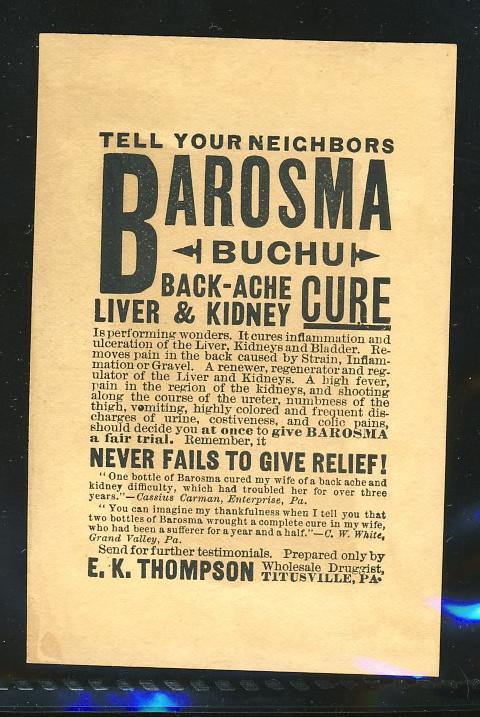 TELL YOUR NEIGHBORS
BAROSMA
BUCHU
BACK-ACHE
LIVER & KIDNEY CURE
Is performing wonders. It cures inflammation and
ulceration of the Liver, Kidneys and Bladder. Re-
moves pain in the back caused by Strain, Inflam-
mation or Gravel. A renewer, regenerator and reg-
ulator of the Liver and Kidneys. A high fever,
pain in the region of the kidneys, and shooting
along the course of the ureter, numbness of the
thigh, vomiting, highly colored and frequent dis-
charges of urine, costiveness, and colic pains,
should decide you at once to give BAROSMA
a fair trial. Remember, it
NEVER FAILS TO GIVE RELIEF!
"One bottle of Barosma cured my wife of a back ache and
kidney difficulty, which had troubled her for over three
years."—Cassius Carman, Enterprise, Pa.
"You can imagine my thankfulness when I tell you that
two bottles of Barosma wrought a complete cure in my wife,
who had been a sufferer for a year and a half."—C. W. White,
Grand Valley, Pa.
Send for further testimonials. Prepared only by
E. K. THOMPSON Wholesale Druggist,
TITUSVILLE, PA.